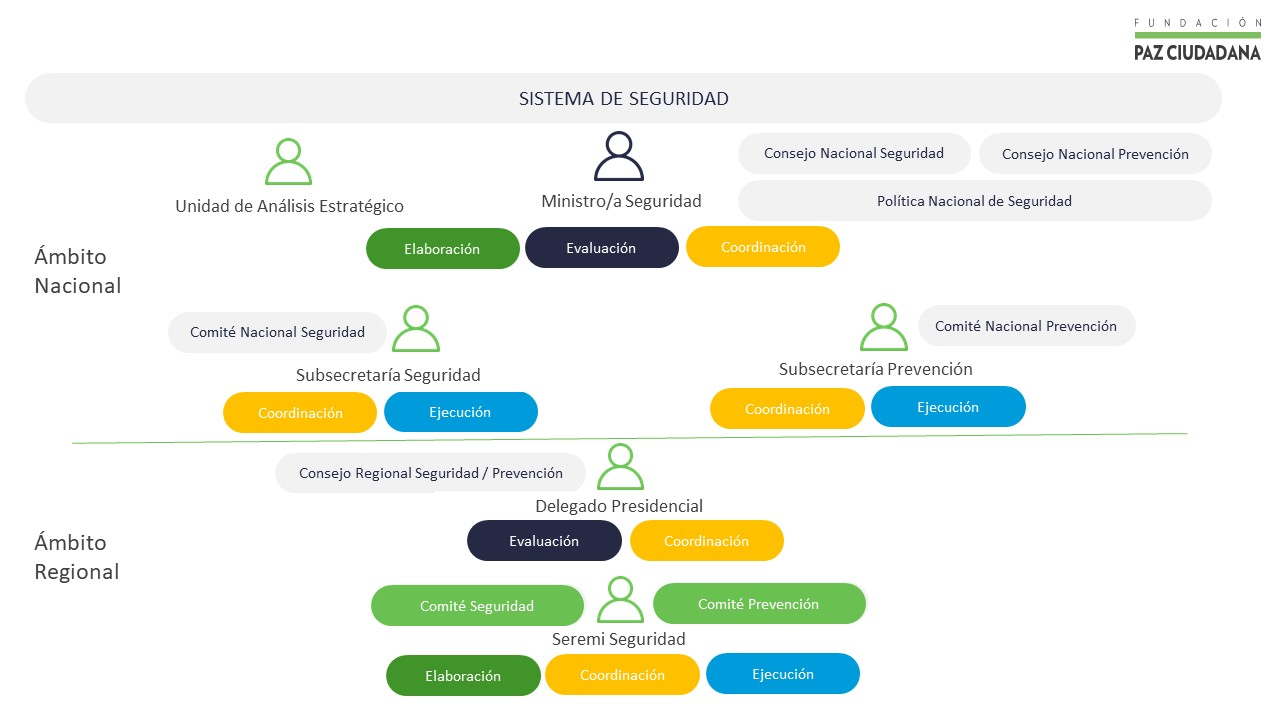 FUNDACIÓN
PAZ CIUDADANA
SISTEMA DE SEGURIDAD
Consejo Nacional Seguridad
Consejo Nacional Prevención
Unidad de Análisis Estratégico
Ministro/a Seguridad
Política Nacional de Seguridad
Ámbito
Nacional
Elaboración
Evaluación
Coordinación
Comité Nacional Seguridad
Comité Nacional Prevención
Subsecretaría Seguridad
Subsecretaría Prevención
Coordinación
Ejecución
Coordinación
Ejecución
Consejo Regional Seguridad / Prevención
Delegado Presidencial
Ámbito
Regional
Evaluación
Coordinación
Comité Seguridad
Comité Prevención
Seremi Seguridad
Elaboración
Coordinación
Ejecución